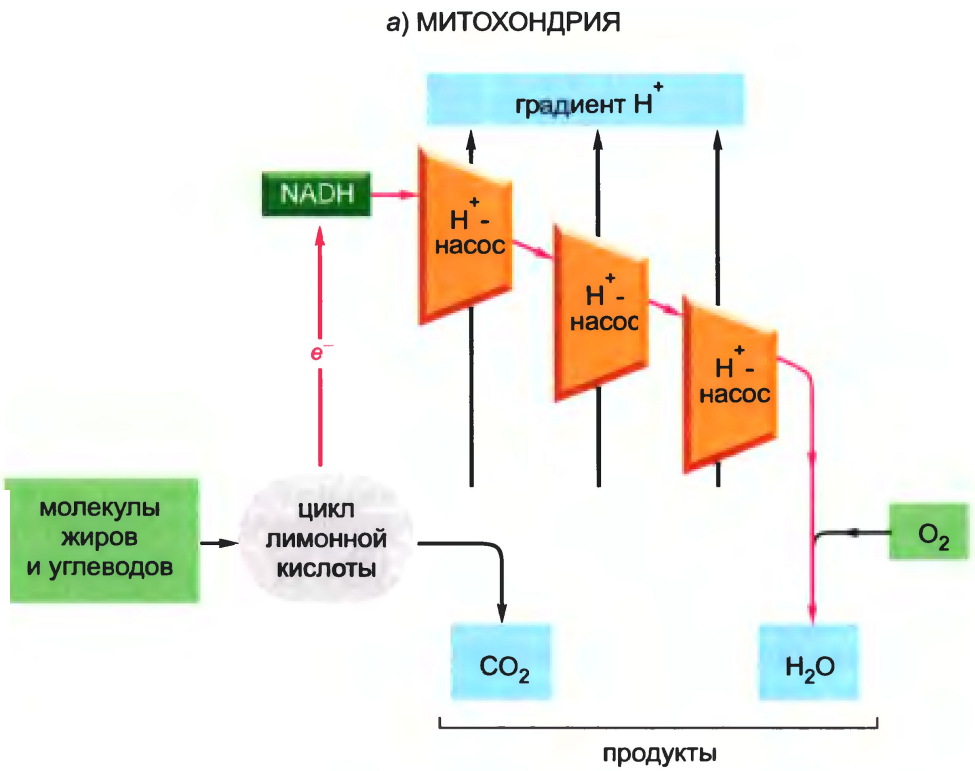 а) МИТОХОНДРИЯ
градиент H⁺
NADH
H⁺-
насос
H⁺-
насос
H⁺-
насос
e⁻
молекулы
жиров
и углеводов
цикл
лимонной
кислоты
O₂
CO₂
H₂O
продукты